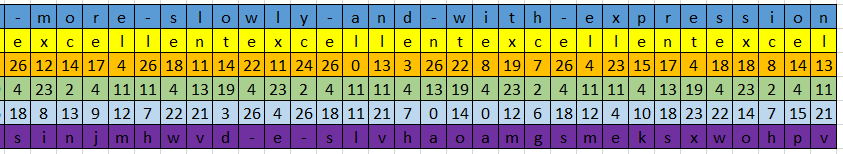 - m o r e - s l o w l y - a n d - w i t h - e x p r e s s i o n
e x c e l l e n t e x c e l l e n t e x c e l l e n t e x c e l
26 12 14 17 4 26 18 11 14 22 11 24 26 0 13 3 26 22 8 19 7 26 4 23 15 17 4 18 18 8 14 13
4 23 2 4 11 11 4 13 19 4 23 2 4 11 11 4 13 19 4 23 2 4 11 11 4 13 19 4 23 2 4 11
18 8 13 9 12 7 22 21 3 26 4 26 18 11 21 7 0 14 0 12 6 18 12 4 10 18 23 22 14 7 15 21
s i n j m h w v d - e - s l v h a o a m g s m e k s x w o h p v